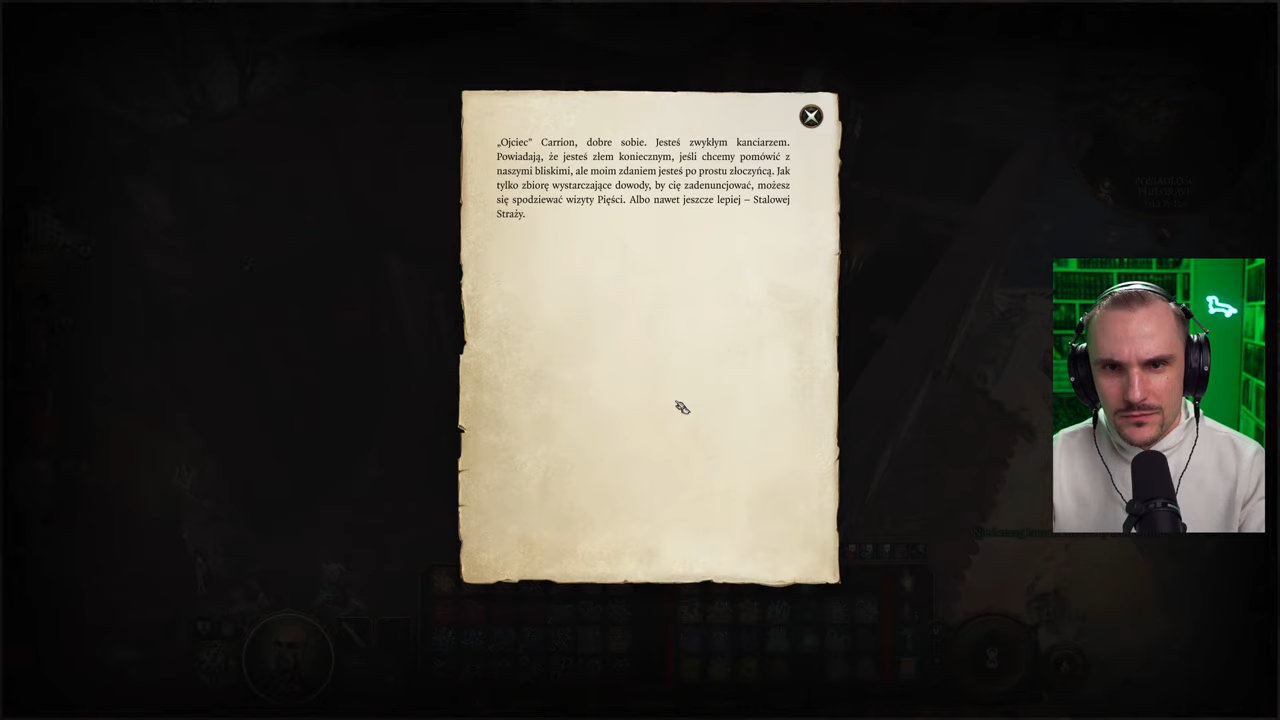 „Ojciec” Carrion, dobre sobie. Jesteś zwykłym kanciarzem.
Powiadają, że jesteś złem koniecznym, jeśli chcemy pomówić z
naszymi bliskimi, ale moim zdaniem jesteś po prostu złoczyńcą. Jak
tylko zbiorę wystarczające dowody, by cię zadenuncjować, możesz
się spodziewać wizyty Pięści. Albo nawet jeszcze lepiej – Stalowej
Straży.